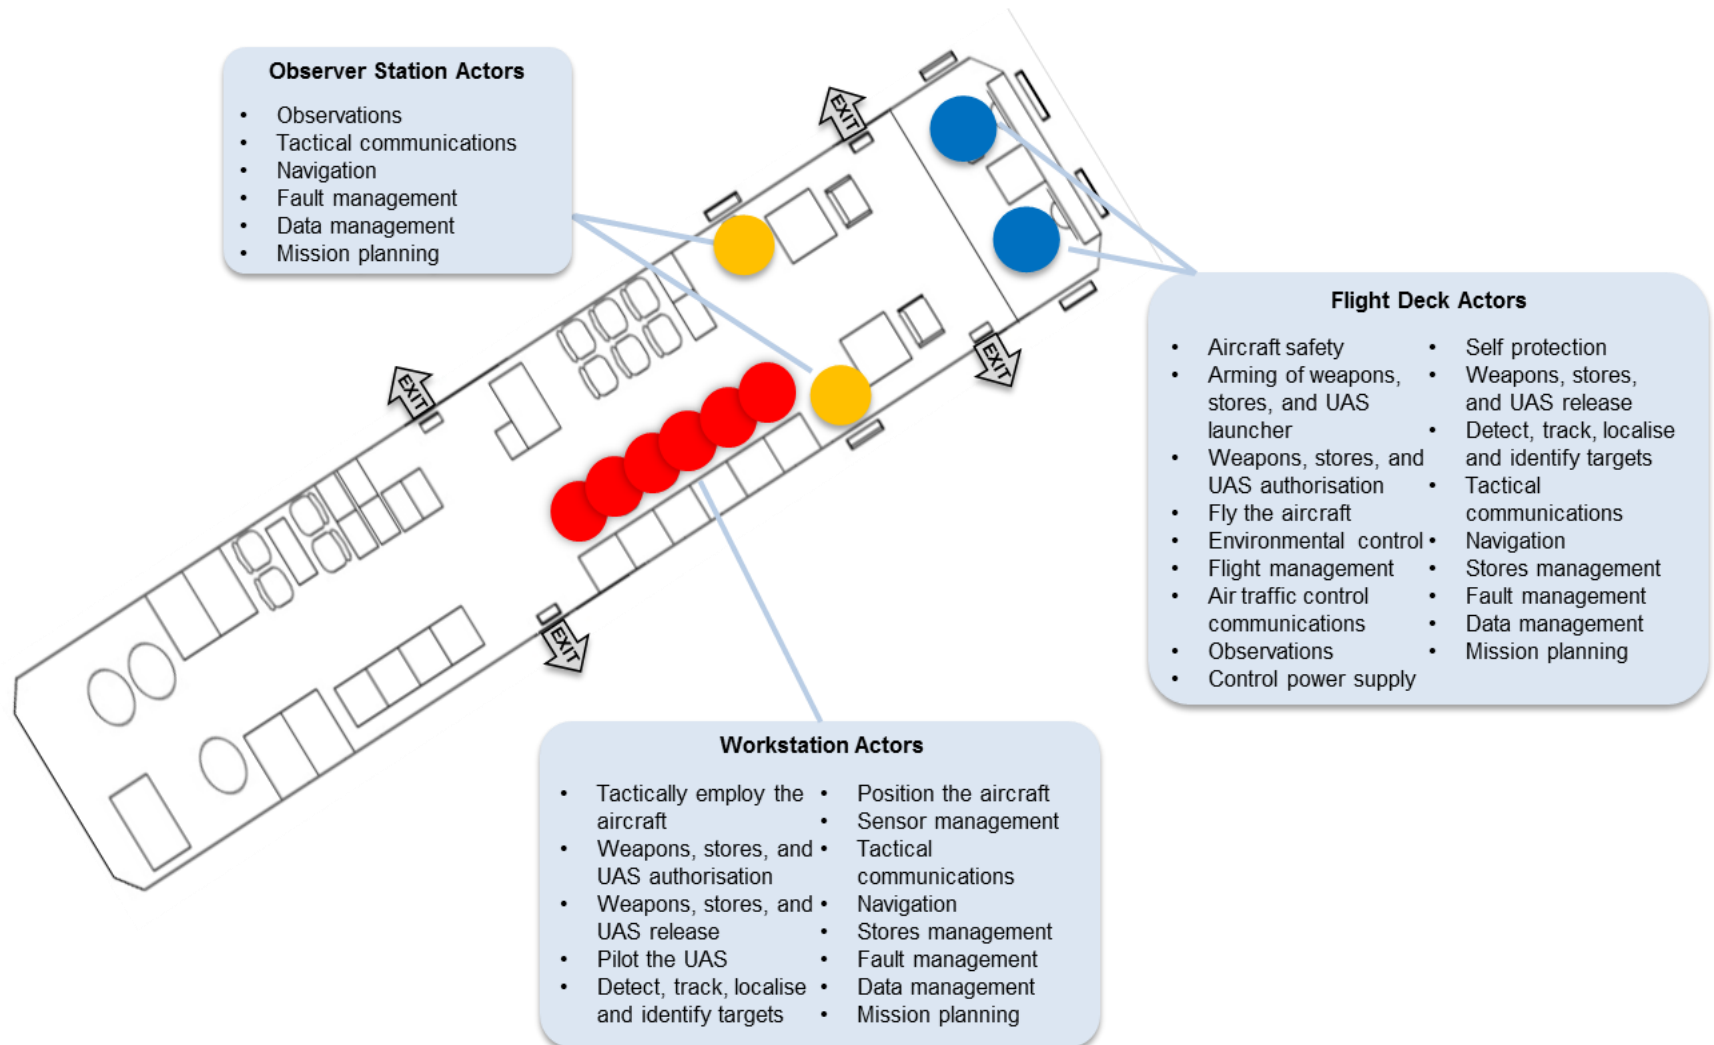 Observer Station Actors
• Observations
• Tactical communications
• Navigation
• Fault management
• Data management
• Mission planning
EXIT
EXIT
EXIT
EXIT
Flight Deck Actors
• Aircraft safety
• Arming of weapons,
stores, and UAS
launcher
• Weapons, stores, and
UAS authorisation
• Fly the aircraft
• Environmental control
• Flight management
• Air traffic control
communications
• Observations
• Control power supply
• Self protection
• Weapons, stores,
and UAS release
• Detect, track, localise
and identify targets
• Tactical
communications
• Navigation
• Stores management
• Fault management
• Data management
• Mission planning
Workstation Actors
• Tactically employ the
aircraft
• Weapons, stores, and
UAS authorisation
• Weapons, stores, and
UAS release
• Pilot the UAS
• Detect, track, localise
and identify targets
• Position the aircraft
• Sensor management
• Tactical
communications
• Navigation
• Stores management
• Fault management
• Data management
• Mission planning